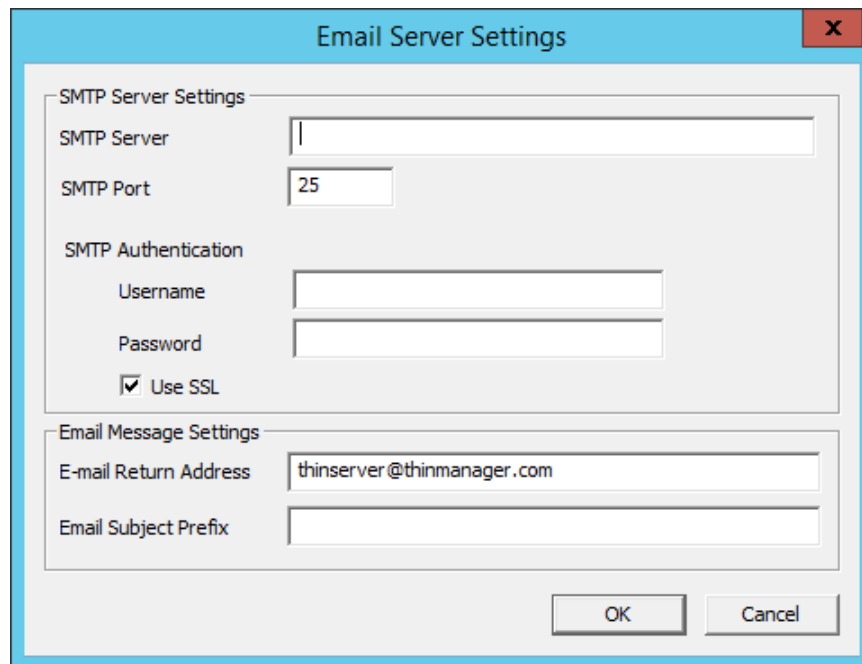 Email Server Settings
x
SMTP Server Settings
SMTP Server
SMTP Port 25
SMTP Authentication
Username
Password
Use SSL
Email Message Settings
E-mail Return Address thinserver@thinmanager.com
Email Subject Prefix
OK Cancel